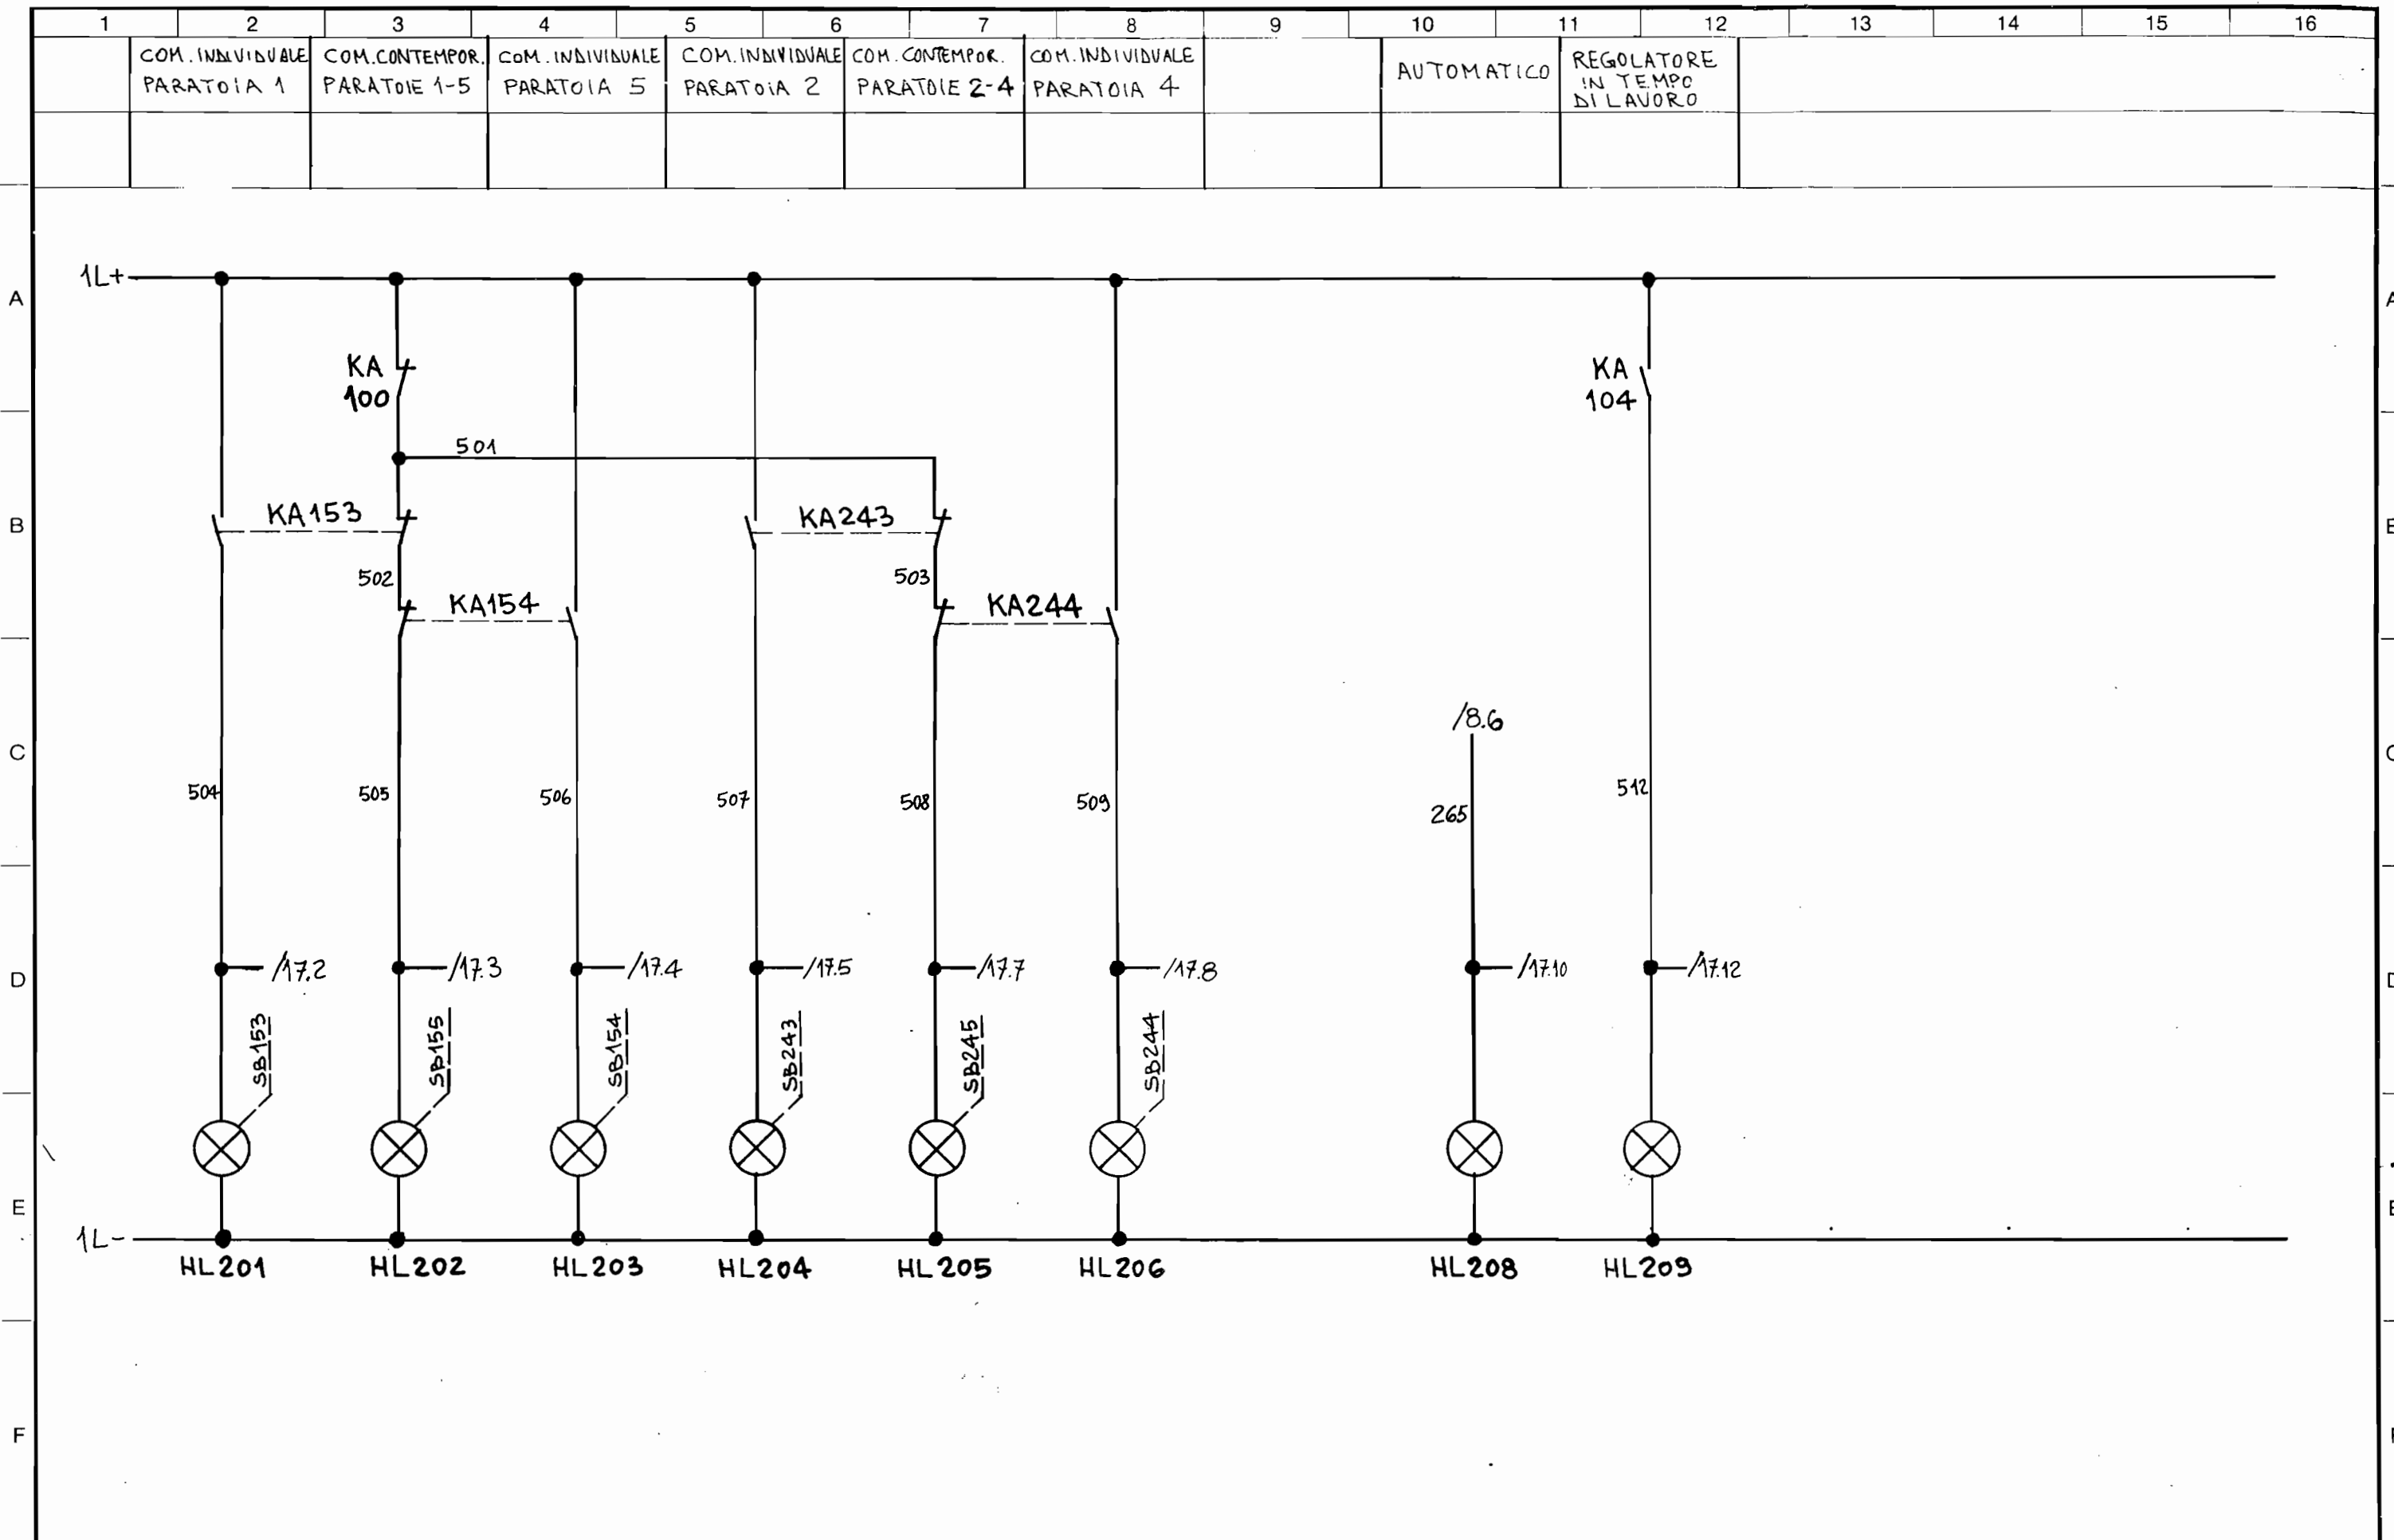 1 2 3 4 5 6 7 8 9 10 11 12 13 14 15 16
COM. INDIVIDUALE
PARATOIA 1
COM. CONTEMPOR.
PARATOIE 1-5
COM. INDIVIDUALE
PARATOIA 5
COM. INDIVIDUALE
PARATOIA 2
COM. CONTEMPOR.
PARATOIE 2-4
COM. INDIVIDUALE
PARATOIA 4
AUTOMATICO
REGOLATORE
IN TEMPO
DI LAVORO
1L+
A
KA
100
KA
104
501
B
KA153
KA243
502
503
KA154
KA244
/8.6
C
504
505
506
507
508
509
265
512
D
/17.2
/17.3
/17.4
/17.5
/17.7
/17.8
/17.10
/17.12
SB153
SB155
SB154
SB243
SB245
SB244
E
1L-
HL201
HL202
HL203
HL204
HL205
HL206
HL208
HL209
F